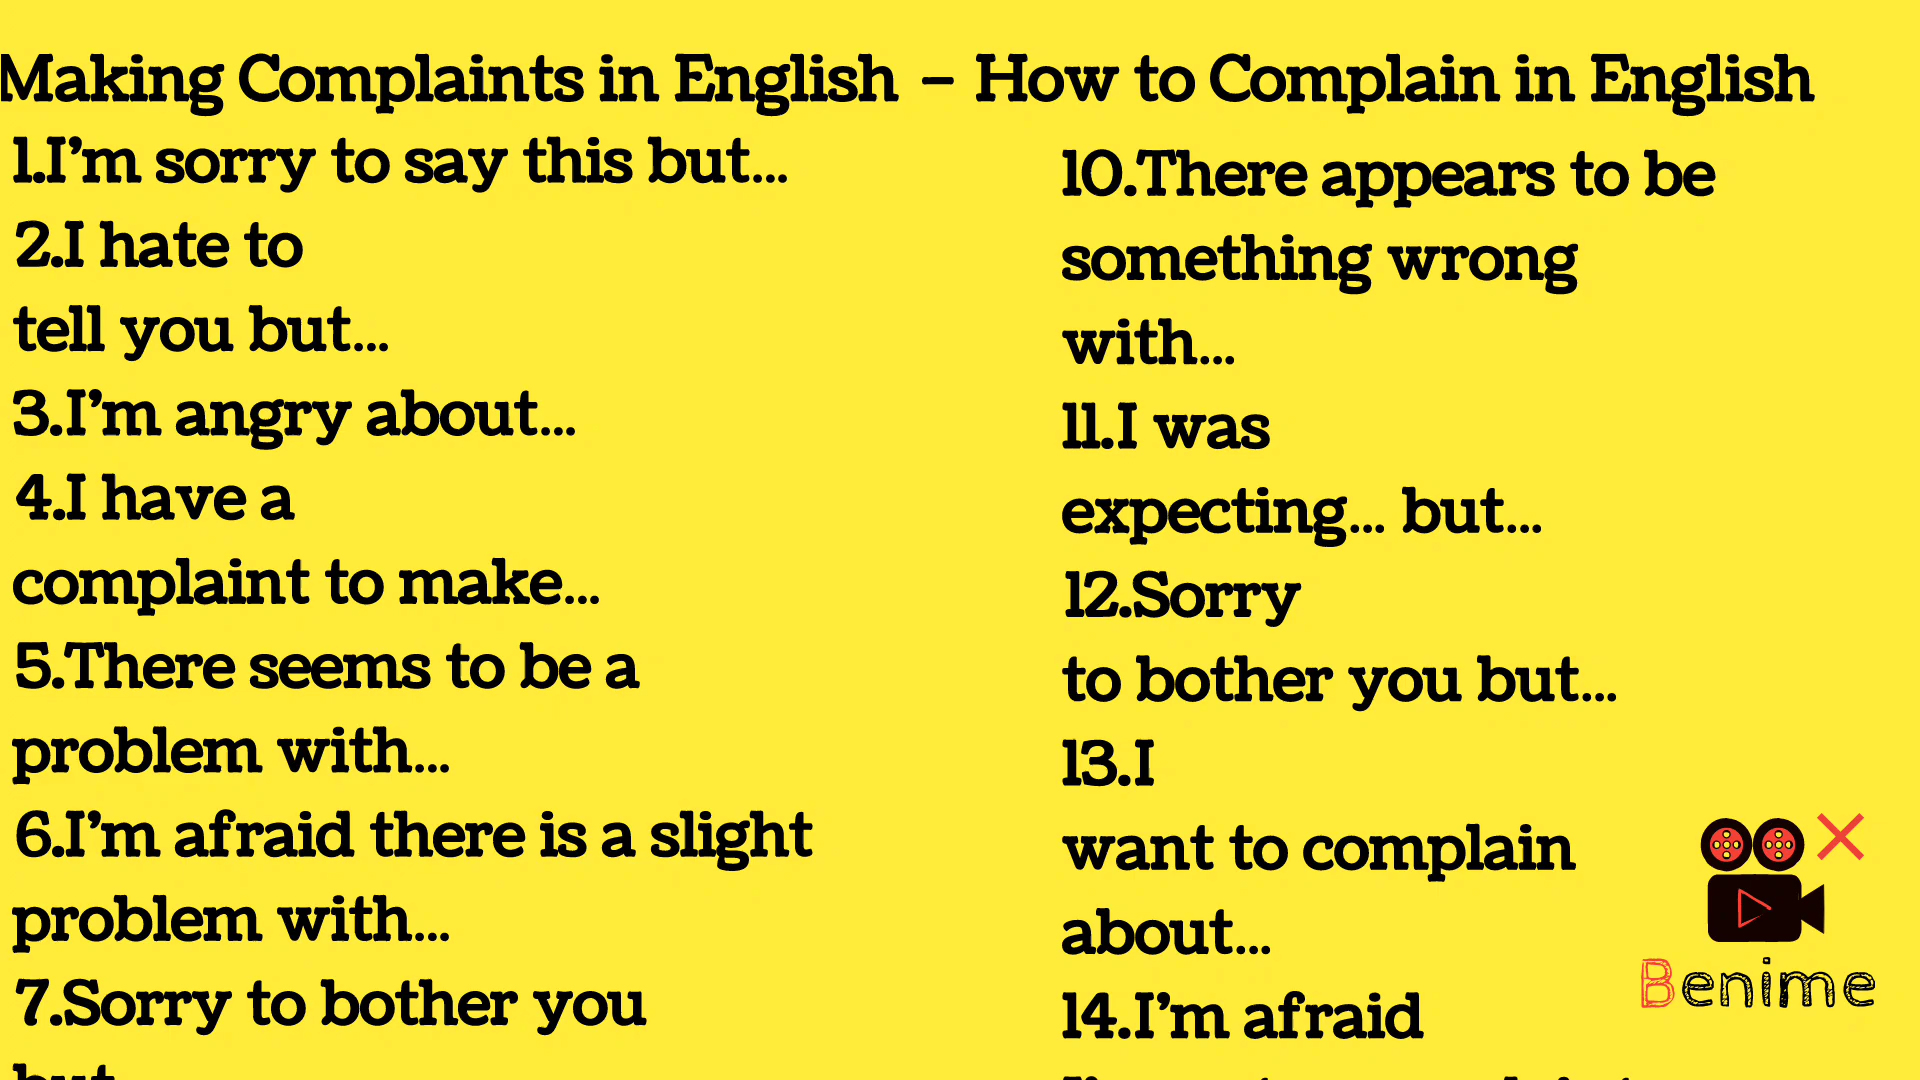 Making Complaints in English – How to Complain in English
1.I'm sorry to say this but...
2.I hate to
tell you but...
3.I'm angry about...
4.I have a
complaint to make...
5.There seems to be a
problem with...
6.I'm afraid there is a slight
problem with...
7.Sorry to bother you
but
10.There appears to be
something wrong
with...
11.I was
expecting... but...
12.Sorry
to bother you but...
13.I
want to complain
about...
14.I'm afraid
Benime